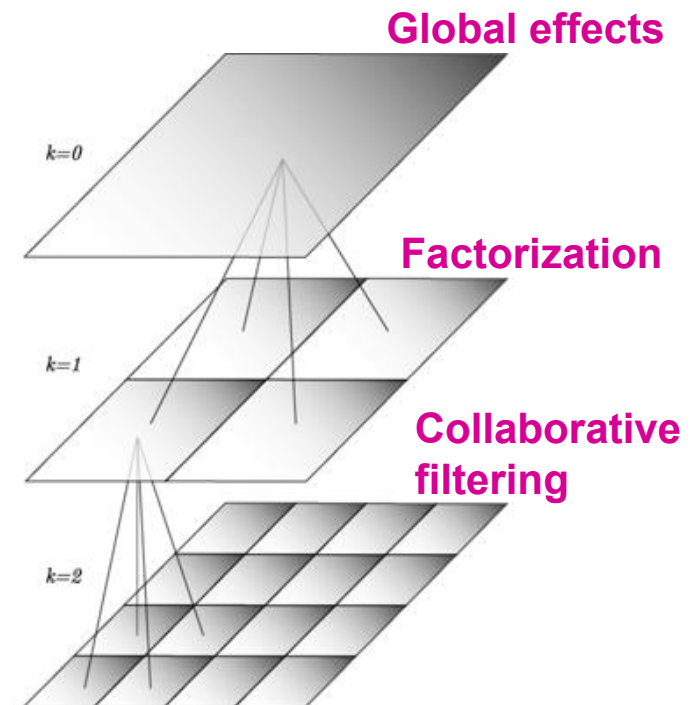 Global effects
k=0
Factorization
k=1
Collaborative
filtering
k=2